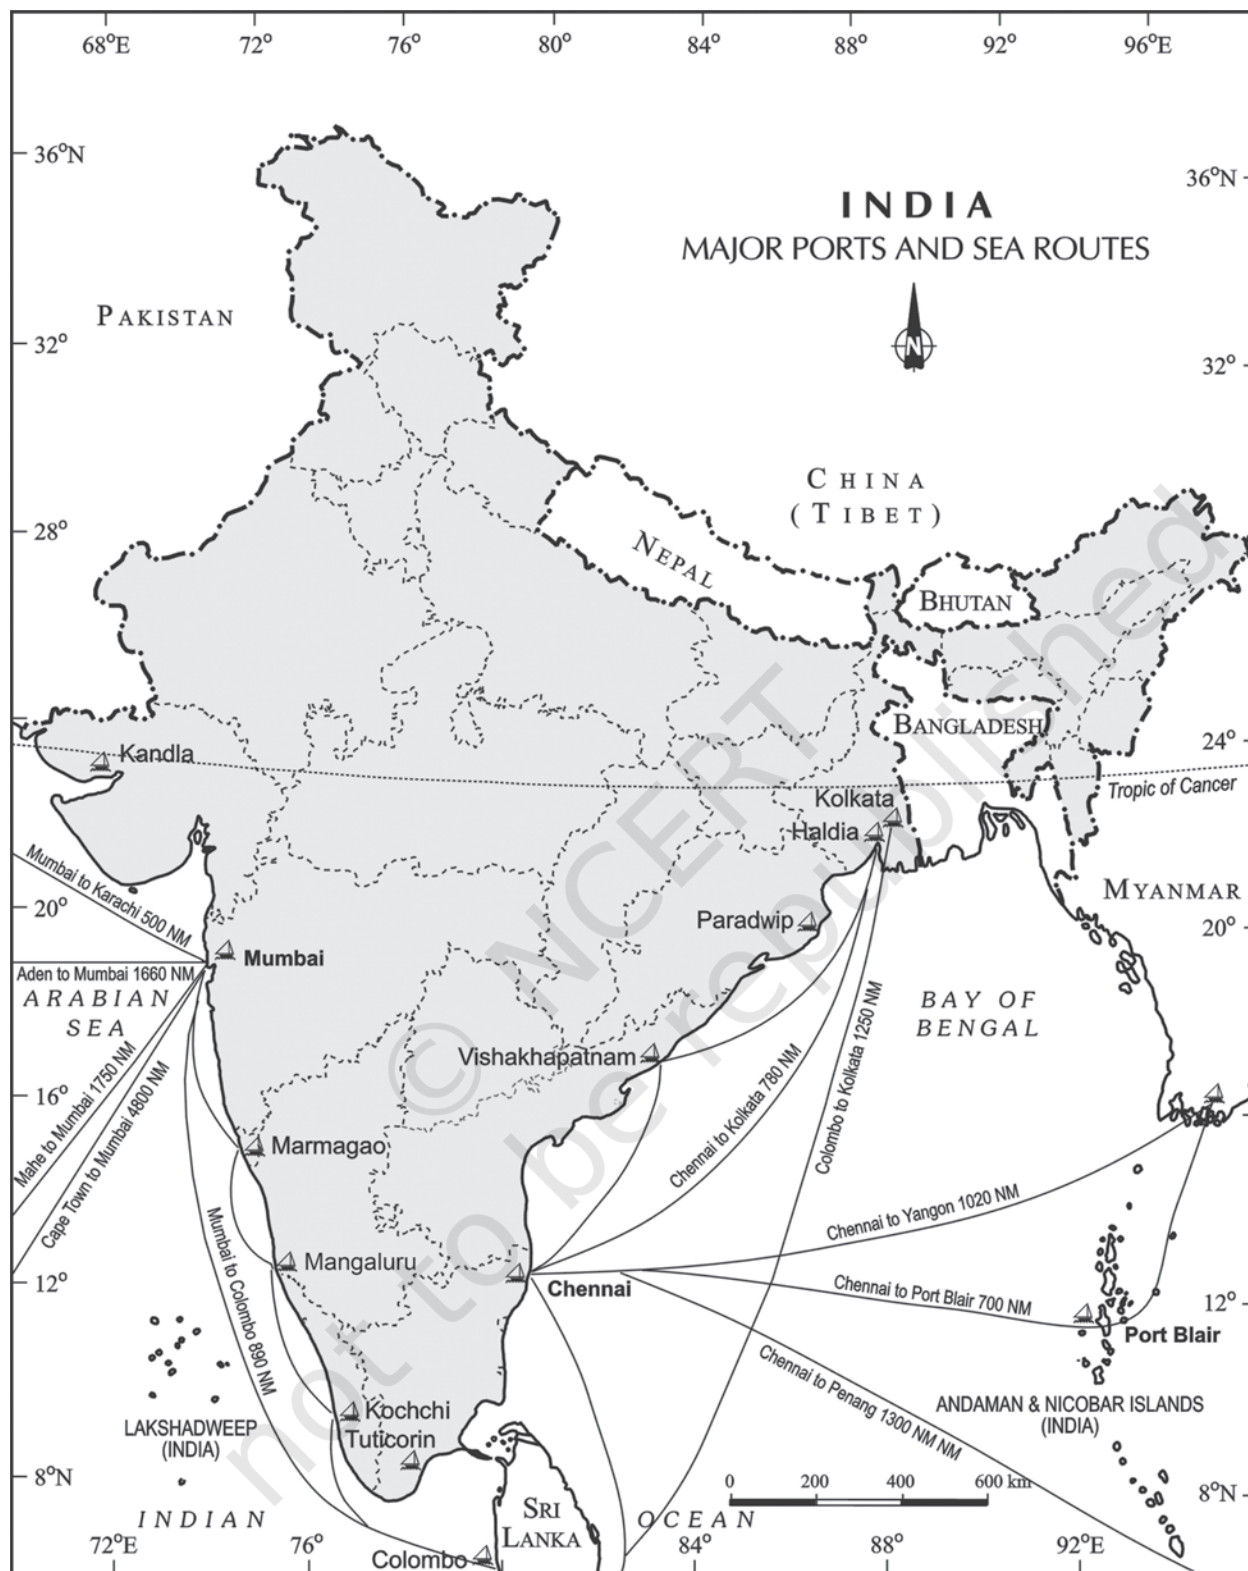 68°E 72° 76° 80° 84° 88° 92° 96°E
36°N
36°N
INDIA
MAJOR PORTS AND SEA ROUTES
N
PAKISTAN
32°
32°
CHINA
(TIBET)
28°
NEPAL
BHUTAN
BANGLADESH
24°
Kandla
Tropic of Cancer
Kolkata
Haldia
MYANMAR
Mumbai to Karachi 500 NM
20°
20°
Paradwip
Mumbai
Aden to Mumbai 1660 NM
ARABIAN
SEA
BAY OF
BENGAL
Mahe to Mumbai 1750 NM
Cape Town to Mumbai 4800 NM
Vishakhapatnam
Chennai to Kolkata 780 NM
Colombo to Kolkata 1250 NM
16°
Marmagao
Mumbai to Colombo 890 NM
Chennai to Yangon 1020 NM
Mangaluru
12°
Chennai
Chennai to Port Blair 700 NM
12°
Port Blair
Chennai to Penang 1300 NM NM
ANDAMAN & NICOBAR ISLANDS
(INDIA)
LAKSHADWEEP
(INDIA)
Kochchi
Tuticorin
8°N
0 200 400 600 km
8°N
INDIAN
SRI
LANKA
OCEAN
72°E 76° 84° 88° 92°E
Colombo
© NCERT
not to be republished